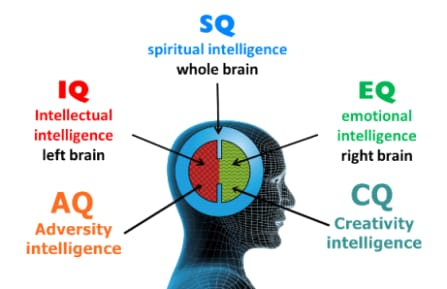 SQ
spiritual intelligence
whole brain
IQ
Intellectual
intelligence
left brain
EQ
emotional
intelligence
right brain
AQ
Adversity
intelligence
CQ
Creativity
intelligence